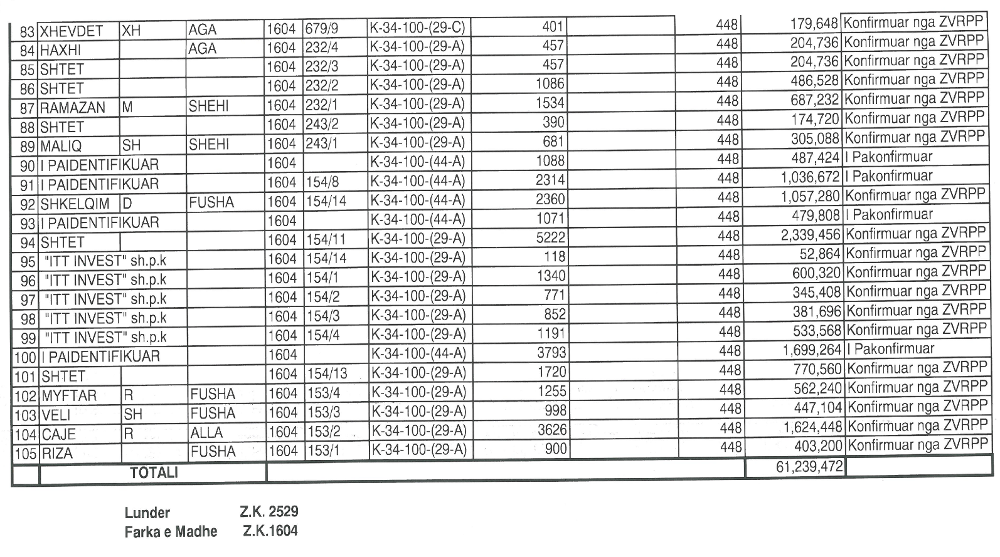 83 XHEVDET XH AGA 1604 679/9 K-34-100-(29-C) 401 448 179,648 Konfirmuar nga ZVRPP
84 HAXHI AGA 1604 232/4 K-34-100-(29-A) 457 448 204,736 Konfirmuar nga ZVRPP
85 SHTET 1604 232/3 K-34-100-(29-A) 457 448 204,736 Konfirmuar nga ZVRPP
86 SHTET 1604 232/2 K-34-100-(29-A) 1086 448 486,528 Konfirmuar nga ZVRPP
87 RAMAZAN M SHEHI 1604 232/1 K-34-100-(29-A) 1534 448 687,232 Konfirmuar nga ZVRPP
88 SHTET 1604 243/2 K-34-100-(29-A) 390 448 174,720 Konfirmuar nga ZVRPP
89 MALIQ SH SHEHI 1604 243/1 K-34-100-(29-A) 681 448 305,088 Konfirmuar nga ZVRPP
90 I PAIDENTIFIKUAR 1604 K-34-100-(44-A) 1088 448 487,424 I Pakonfirmuar
91 I PAIDENTIFIKUAR 1604 154/8 K-34-100-(44-A) 2314 448 1,036,672 I Pakonfirmuar
92 SHKELQIM D FUSHA 1604 154/14 K-34-100-(44-A) 2360 448 1,057,280 Konfirmuar nga ZVRPP
93 I PAIDENTIFIKUAR 1604 K-34-100-(44-A) 1071 448 479,808 I Pakonfirmuar
94 SHTET 1604 154/11 K-34-100-(29-A) 5222 448 2,339,456 Konfirmuar nga ZVRPP
95 "ITT INVEST" sh.p.k 1604 154/14 K-34-100-(29-A) 118 448 52,864 Konfirmuar nga ZVRPP
96 "ITT INVEST" sh.p.k 1604 154/1 K-34-100-(29-A) 1340 448 600,320 Konfirmuar nga ZVRPP
97 "ITT INVEST" sh.p.k 1604 154/2 K-34-100-(29-A) 771 448 345,408 Konfirmuar nga ZVRPP
98 "ITT INVEST" sh.p.k 1604 154/3 K-34-100-(29-A) 852 448 381,696 Konfirmuar nga ZVRPP
99 "ITT INVEST" sh.p.k 1604 154/4 K-34-100-(29-A) 1191 448 533,568 Konfirmuar nga ZVRPP
100 I PAIDENTIFIKUAR 1604 K-34-100-(44-A) 3793 448 1,699,264 I Pakonfirmuar
101 SHTET 1604 154/13 K-34-100-(29-A) 1720 448 770,560 Konfirmuar nga ZVRPP
102 MYFTAR R FUSHA 1604 153/4 K-34-100-(29-A) 1255 448 562,240 Konfirmuar nga ZVRPP
103 VELI SH FUSHA 1604 153/3 K-34-100-(29-A) 998 448 447,104 Konfirmuar nga ZVRPP
104 CAJE R ALLA 1604 153/2 K-34-100-(29-A) 3626 448 1,624,448 Konfirmuar nga ZVRPP
105 RIZA FUSHA 1604 153/1 K-34-100-(29-A) 900 448 403,200 Konfirmuar nga ZVRPP
TOTALI 61,239,472
Lunder Z.K. 2529
Farka e Madhe Z.K.1604